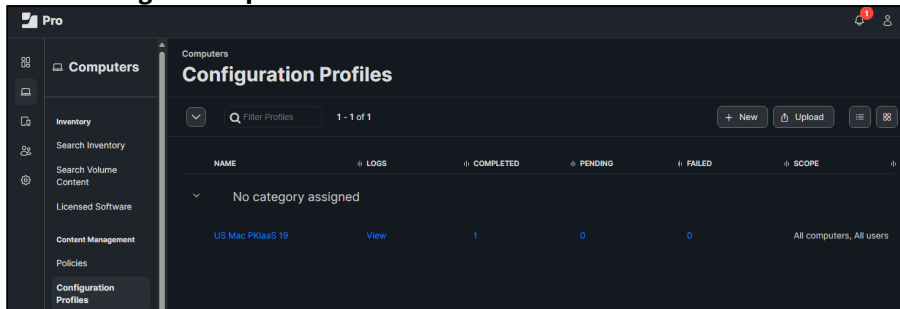 Pro
1
Computers
Inventory
Search Inventory
Search Volume
Content
Licensed Software
Content Management
Policies
Configuration
Profiles
Computers
Configuration Profiles
Filter Profiles
1 - 1 of 1
+ New
Upload
NAME LOGS COMPLETED PENDING FAILED SCOPE
No category assigned
US Mac PKIaaS 19 View 1 0 0 All computers, All users